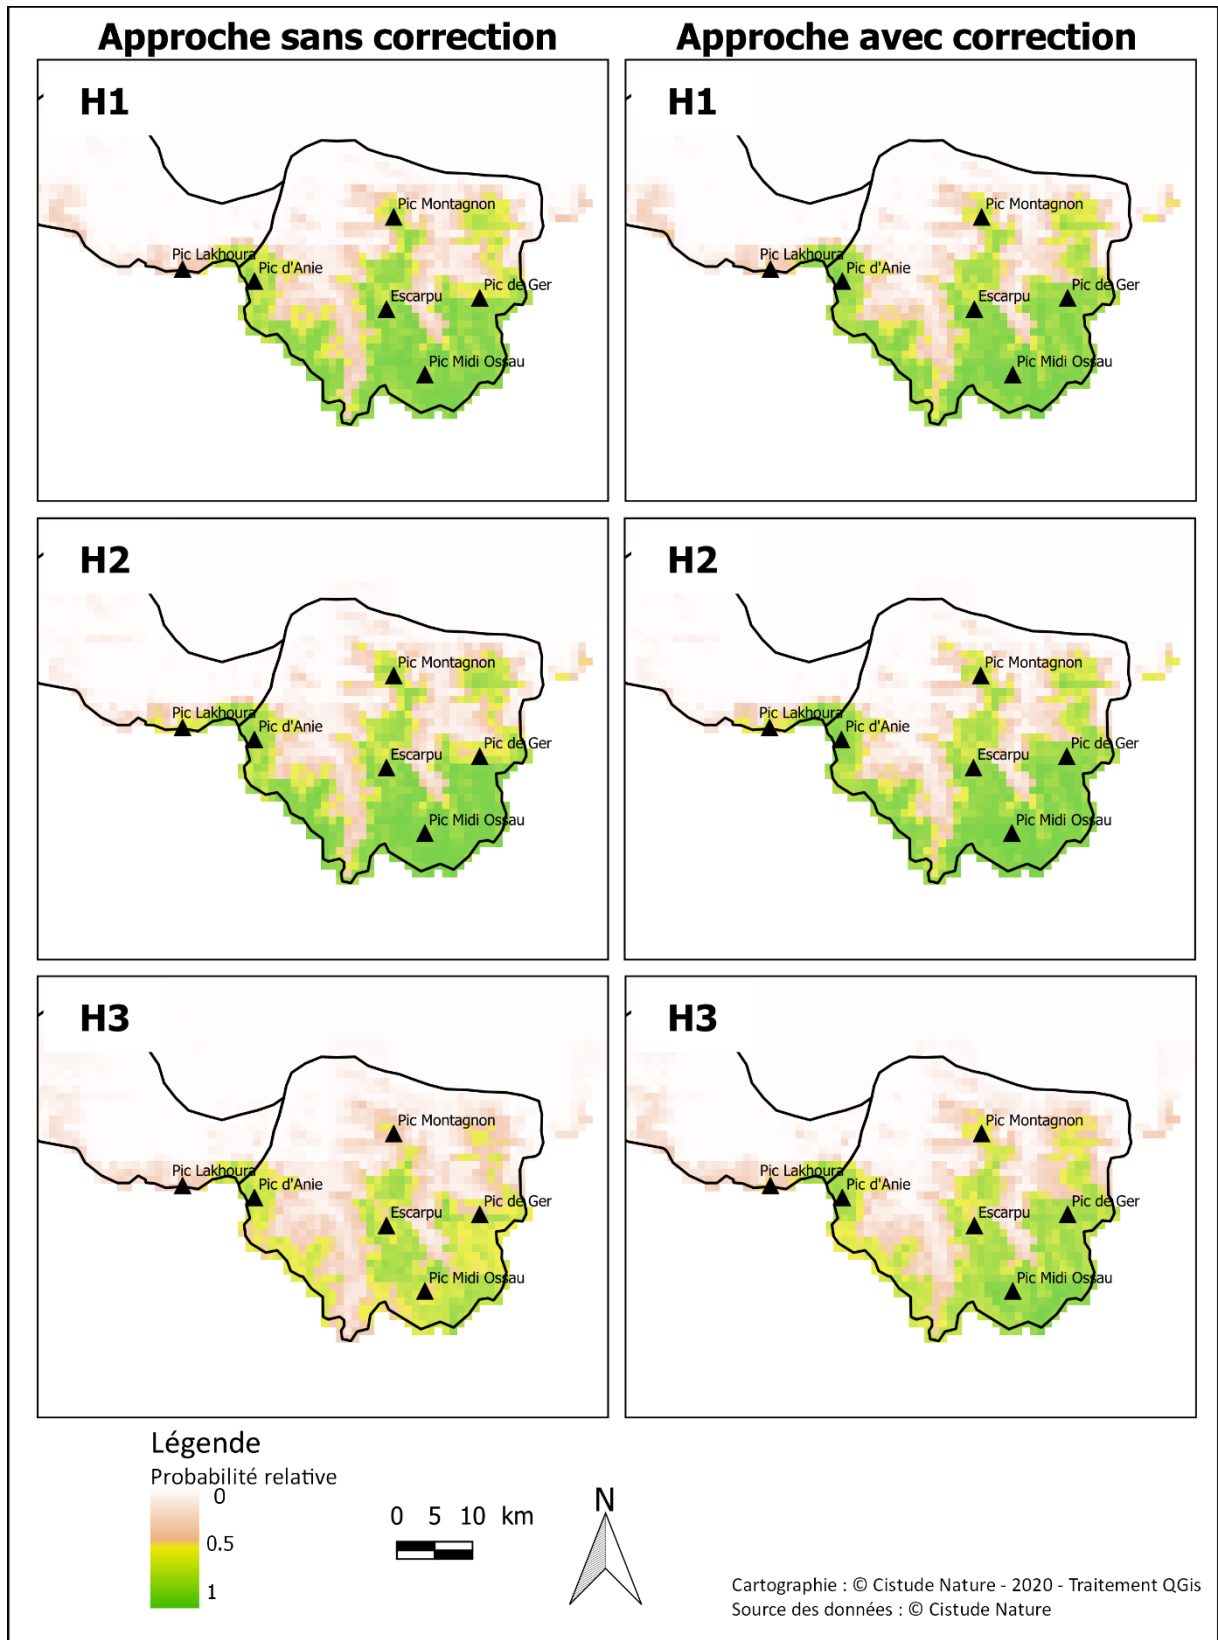 Approche sans correction
Approche avec correction
H1
Pic Montagnon
Pic Lakhoura
Pic d'Anie
Escarpu
Pic de Ger
Pic Midi Ossau
H1
Pic Montagnon
Pic Lakhoura
Pic d'Anie
Escarpu
Pic de Ger
Pic Midi Ossau
H2
Pic Montagnon
Pic Lakhoura
Pic d'Anie
Escarpu
Pic de Ger
Pic Midi Ossau
H2
Pic Montagnon
Pic Lakhoura
Pic d'Anie
Escarpu
Pic de Ger
Pic Midi Ossau
H3
Pic Montagnon
Pic Lakhoura
Pic d'Anie
Escarpu
Pic de Ger
Pic Midi Ossau
H3
Pic Montagnon
Pic Lakhoura
Pic d'Anie
Escarpu
Pic de Ger
Pic Midi Ossau
Légende
Probabilité relative
0
0.5
1
0 5 10 km
N
Cartographie : © Cistude Nature - 2020 - Traitement QGis
Source des données : © Cistude Nature